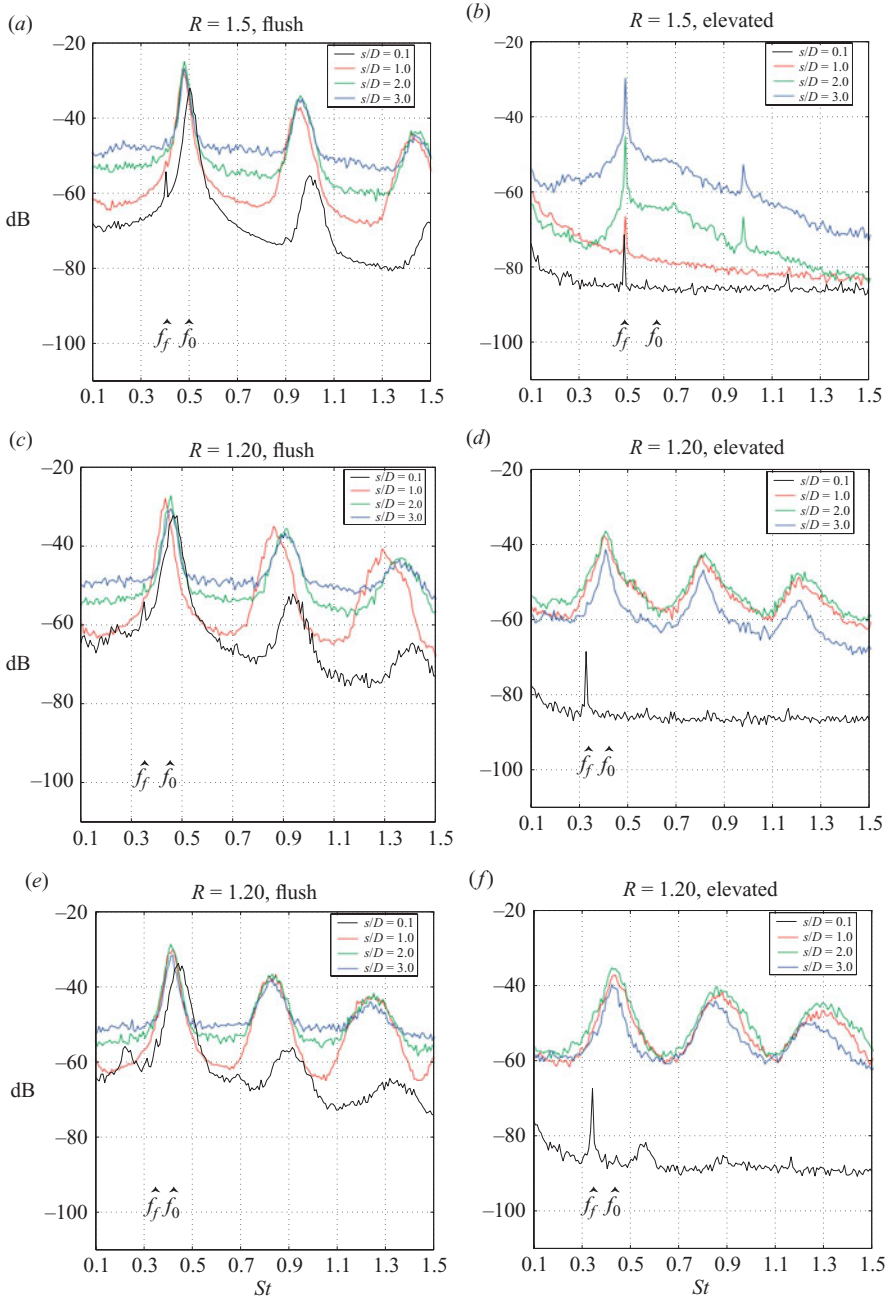 (a)
R = 1.5, flush
−20
−40
−60
−80
−100
dB
s/D = 0.1
s/D = 1.0
s/D = 2.0
s/D = 3.0
f̂f f̂0
0.1 0.3 0.5 0.7 0.9 1.1 1.3 1.5
(b)
R = 1.5, elevated
−20
−40
−60
−80
−100
s/D = 0.1
s/D = 1.0
s/D = 2.0
s/D = 3.0
f̂f f̂0
0.1 0.3 0.5 0.7 0.9 1.1 1.3 1.5
(c)
R = 1.20, flush
−20
−40
−60
−80
−100
dB
s/D = 0.1
s/D = 1.0
s/D = 2.0
s/D = 3.0
f̂f f̂0
0.1 0.3 0.5 0.7 0.9 1.1 1.3 1.5
(d)
R = 1.20, elevated
−20
−40
−60
−80
−100
s/D = 0.1
s/D = 1.0
s/D = 2.0
s/D = 3.0
f̂f f̂0
0.1 0.3 0.5 0.7 0.9 1.1 1.3 1.5
(e)
R = 1.20, flush
−20
−40
−60
−80
−100
dB
s/D = 0.1
s/D = 1.0
s/D = 2.0
s/D = 3.0
f̂f f̂0
0.1 0.3 0.5 0.7 0.9 1.1 1.3 1.5
St
(f)
R = 1.20, elevated
−20
−40
−60
−80
−100
s/D = 0.1
s/D = 1.0
s/D = 2.0
s/D = 3.0
f̂f f̂0
0.1 0.3 0.5 0.7 0.9 1.1 1.3 1.5
St